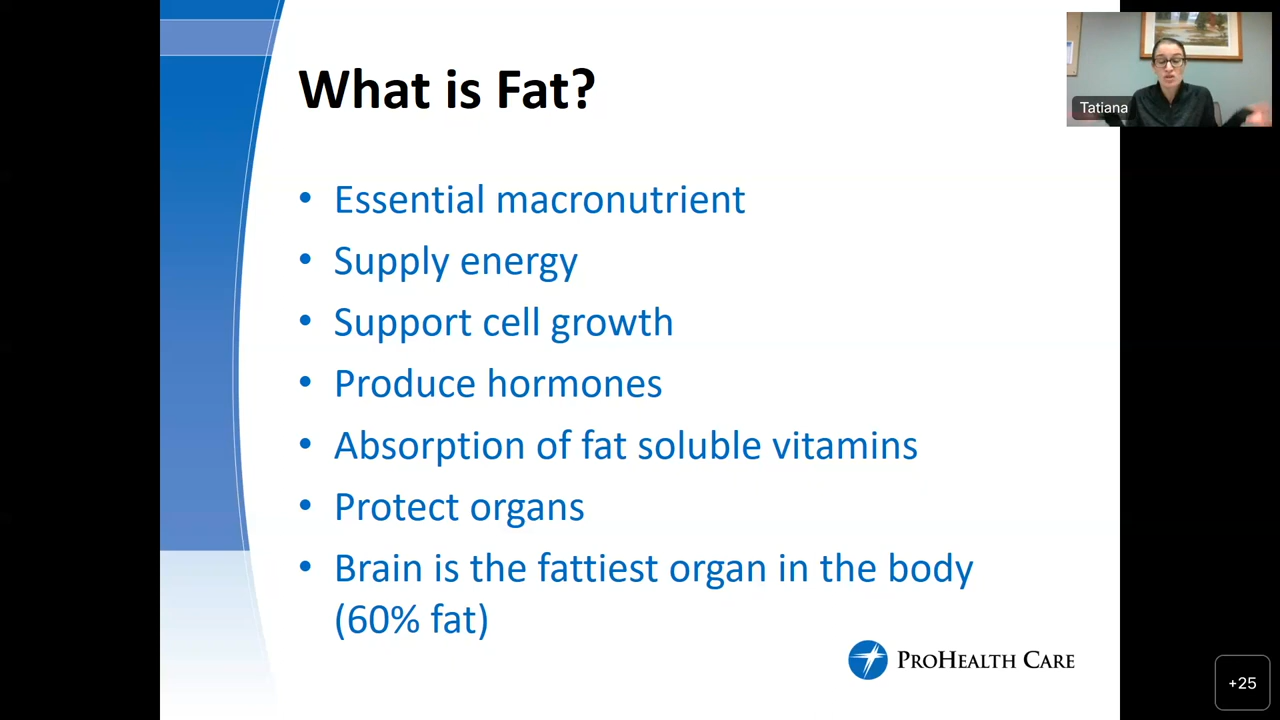 What is Fat?
Tatiana
• Essential macronutrient
• Supply energy
• Support cell growth
• Produce hormones
• Absorption of fat soluble vitamins
• Protect organs
• Brain is the fattiest organ in the body
(60% fat)
PROHEALTH CARE
+25